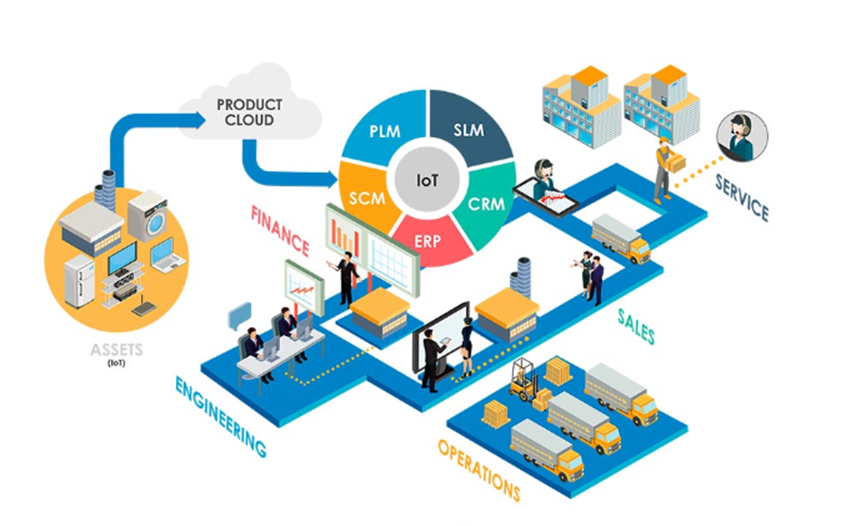 PRODUCT
CLOUD
PLM
SLM
SCM
IoT
CRM
ERP
SERVICE
FINANCE
SALES
ASSETS
(IoT)
ENGINEERING
OPERATIONS